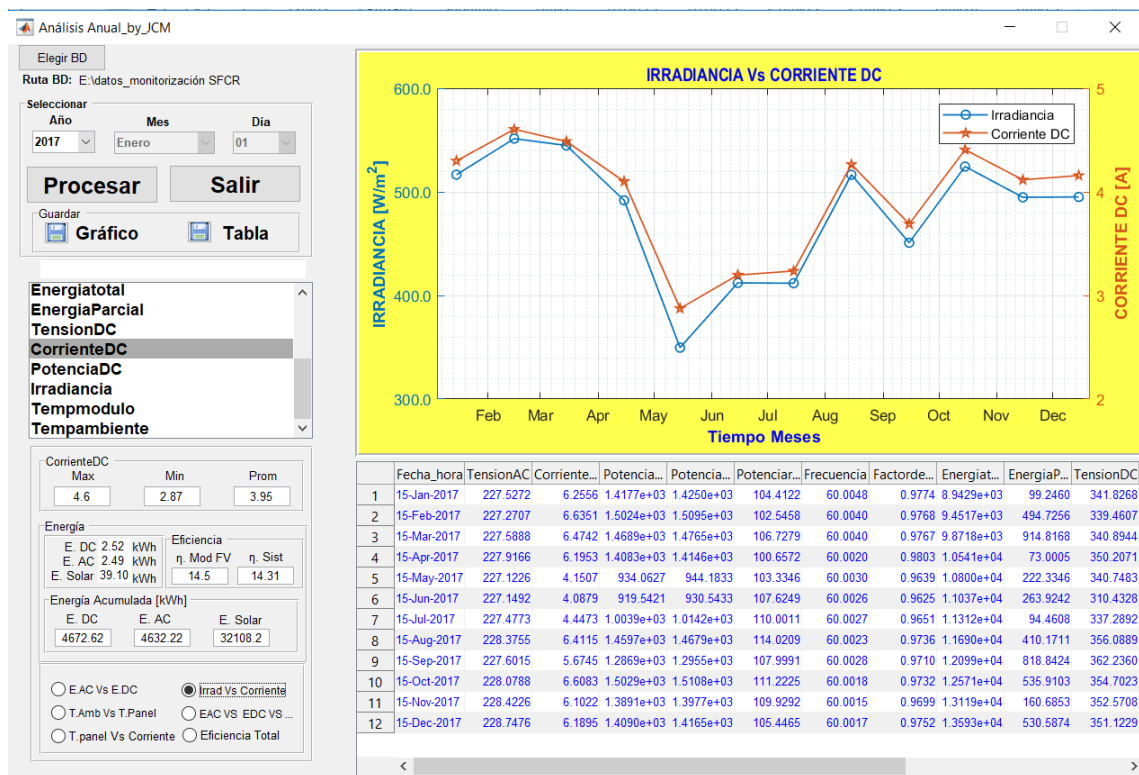 Análisis Anual_by_JCM
Elegir BD
Ruta BD: E:\datos_monitorización SFCR
Seleccionar
Año Mes Día
2017 Enero 01
Procesar Salir
Guardar
Gráfico Tabla
Energiatotal
EnergiaParcial
TensionDC
CorrienteDC
PotenciaDC
Irradiancia
Tempmodulo
Tempambiente
CorrienteDC
Max Min Prom
4.6 2.87 3.95
Energía
E. DC 2.52 kWh
E. AC 2.49 kWh
E. Solar 39.10 kWh
Eficiencia
η. Mod FV η. Sist
14.5 14.31
Energía Acumulada [kWh]
E. DC E. AC E. Solar
4672.62 4632.22 32108.2
E.AC Vs E.DC Irrad Vs Corriente
T.Amb Vs T.Panel EAC VS EDC VS ...
T.panel Vs Corriente Eficiencia Total
IRRADIANCIA Vs CORRIENTE DC
600.0 5
Irradiancia
Corriente DC
500.0 4
400.0 3
300.0 2
IRRADIANCIA [W/m2]
CORRIENTE DC [A]
Feb Mar Apr May Jun Jul Aug Sep Oct Nov Dec
Tiempo Meses
Fecha_hora TensionAC Corriente... Potencia... Potencia... Potenciar... Frecuencia Factorde... Energiat... EnergiaP... TensionDC
1 15-Jan-2017 227.5272 6.2556 1.4177e+03 1.4250e+03 104.4122 60.0048 0.9774 8.9429e+03 99.2460 341.8268
2 15-Feb-2017 227.2707 6.6351 1.5024e+03 1.5095e+03 102.5458 60.0040 0.9768 9.4517e+03 494.7256 339.4607
3 15-Mar-2017 227.5888 6.4742 1.4689e+03 1.4765e+03 106.7279 60.0040 0.9767 9.8718e+03 914.8168 340.8944
4 15-Apr-2017 227.9166 6.1953 1.4083e+03 1.4146e+03 100.6572 60.0020 0.9803 1.0541e+04 73.0005 350.2071
5 15-May-2017 227.1226 4.1507 934.0627 944.1833 103.3346 60.0030 0.9639 1.0800e+04 222.3346 340.7483
6 15-Jun-2017 227.1492 4.0879 919.5421 930.5433 107.6249 60.0026 0.9625 1.1037e+04 263.9242 310.4328
7 15-Jul-2017 227.4773 4.4473 1.0039e+03 1.0142e+03 110.0011 60.0027 0.9651 1.1312e+04 94.4608 337.2892
8 15-Aug-2017 228.3755 6.4115 1.4597e+03 1.4679e+03 114.0209 60.0023 0.9736 1.1690e+04 410.1711 356.0889
9 15-Sep-2017 227.6015 5.6745 1.2869e+03 1.2955e+03 107.9991 60.0028 0.9710 1.2099e+04 818.8424 362.2360
10 15-Oct-2017 228.0788 6.6083 1.5029e+03 1.5108e+03 111.2225 60.0018 0.9732 1.2571e+04 535.9103 354.7023
11 15-Nov-2017 228.4226 6.1022 1.3891e+03 1.3977e+03 109.9292 60.0015 0.9699 1.3119e+04 160.6853 352.5708
12 15-Dec-2017 228.7476 6.1895 1.4090e+03 1.4165e+03 105.4465 60.0017 0.9752 1.3593e+04 530.5874 351.1229